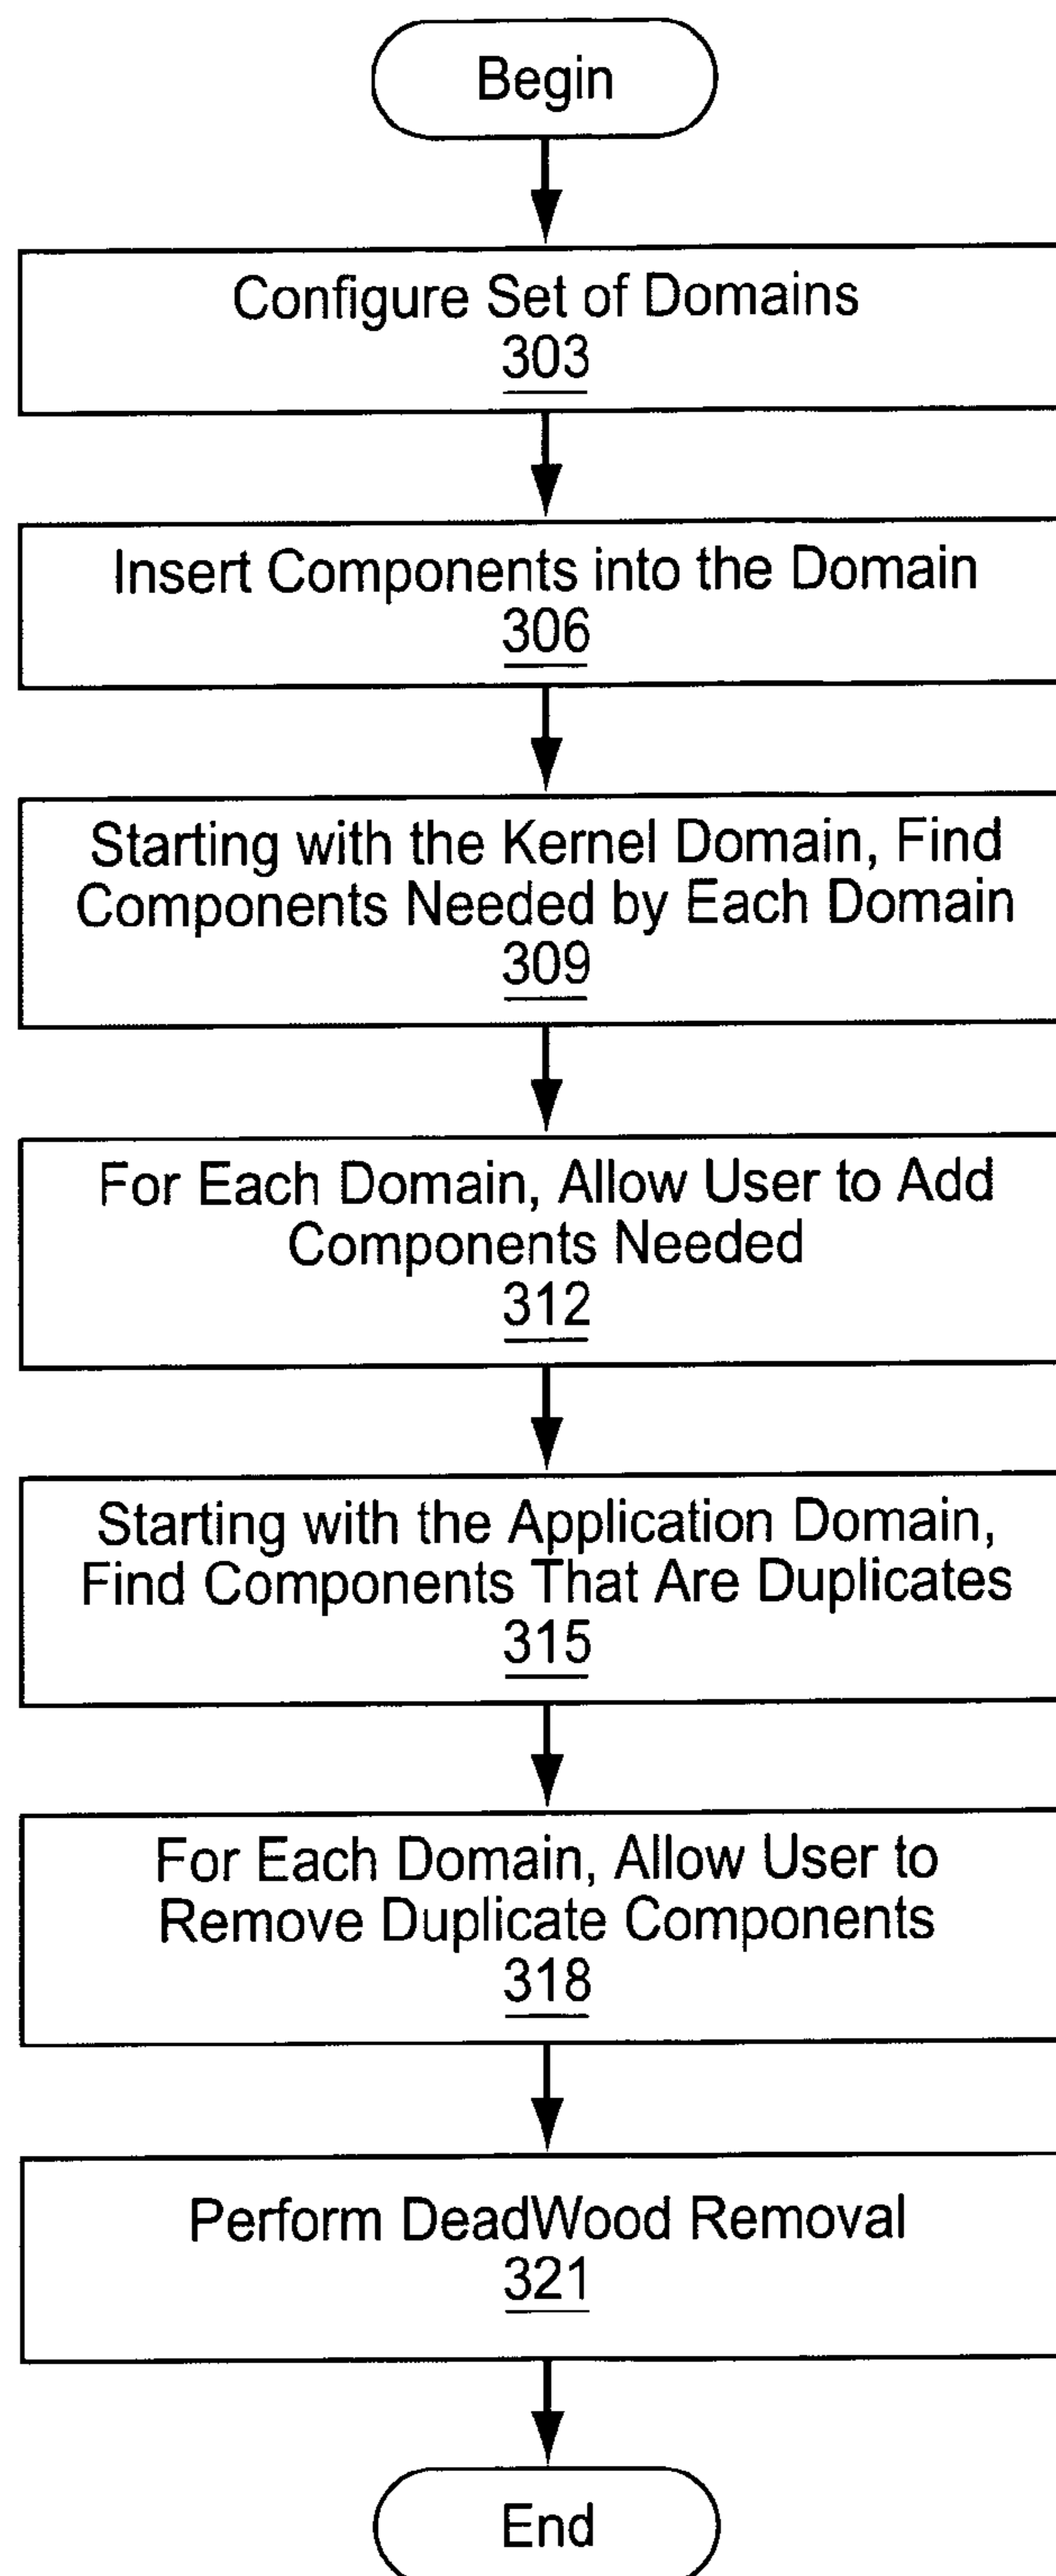 Begin
Configure Set of Domains
303
Insert Components into the Domain
306
Starting with the Kernel Domain, Find
Components Needed by Each Domain
309
For Each Domain, Allow User to Add
Components Needed
312
Starting with the Application Domain,
Find Components That Are Duplicates
315
For Each Domain, Allow User to
Remove Duplicate Components
318
Perform DeadWood Removal
321
End